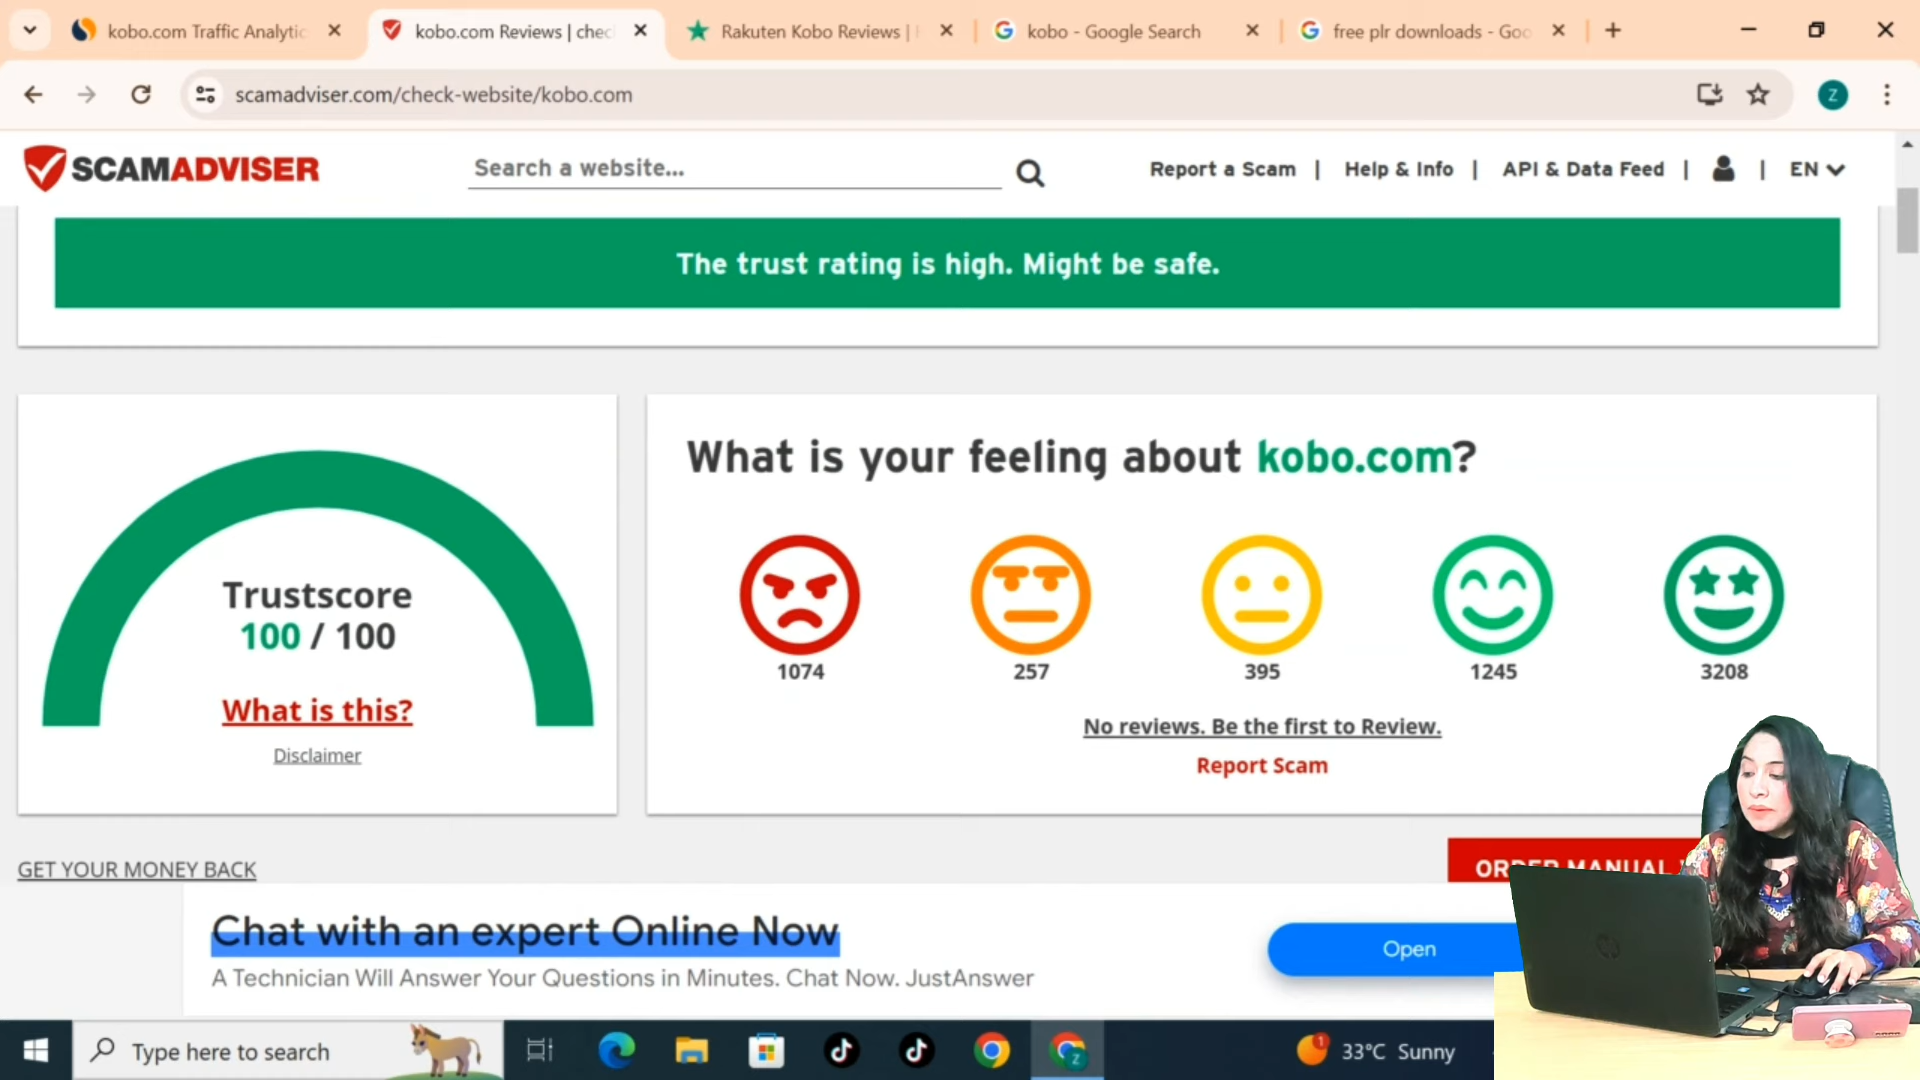 kobo.com Traffic Analytic
kobo.com Reviews | chec
Rakuten Kobo Reviews |
kobo - Google Search
free plr downloads - Goo
scamadviser.com/check-website/kobo.com
Z
SCAMADVISER
Search a website...
Report a Scam | Help & Info | API & Data Feed | | EN
The trust rating is high. Might be safe.
Trustscore
100 / 100
What is this?
Disclaimer
What is your feeling about kobo.com?
1074 257 395 1245 3208
No reviews. Be the first to Review.
Report Scam
GET YOUR MONEY BACK
ORDER MANUAL
Chat with an expert Online Now
A Technician Will Answer Your Questions in Minutes. Chat Now. JustAnswer
Open
Type here to search
Z
1
33°C Sunny